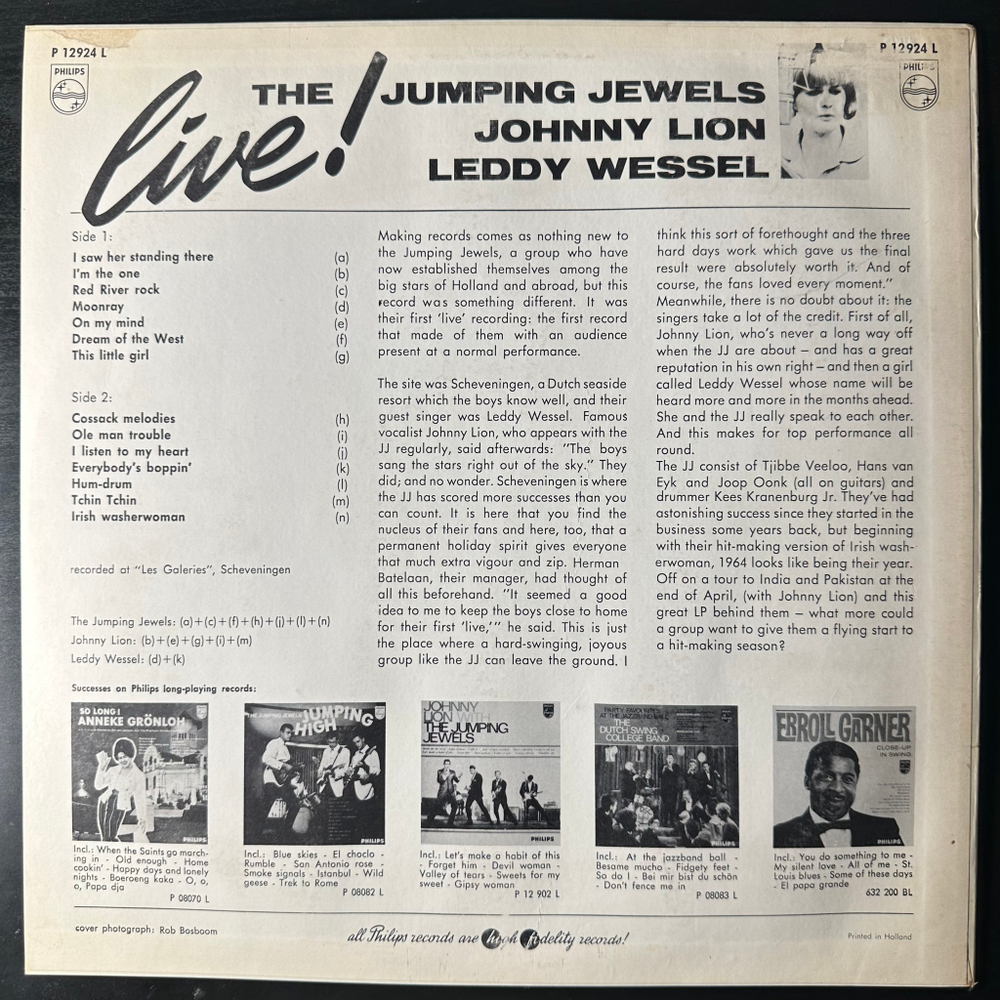 P 12924 L
P 12924 L
PHILIPS
PHILIPS
live!
THE JUMPING JEWELS
JOHNNY LION
LEDDY WESSEL
Side 1:
I saw her standing there (a)
I'm the one (b)
Red River rock (c)
Moonray (d)
On my mind (e)
Dream of the West (f)
This little girl (g)
Side 2:
Cossack melodies (h)
Ole man trouble (i)
I listen to my heart (j)
Everybody's boppin' (k)
Hum-drum (l)
Tchin Tchin (m)
Irish washerwoman (n)
recorded at "Les Galeries", Scheveningen
The Jumping Jewels: (a)+(c)+(f)+(h)+(j)+(l)+(n)
Johnny Lion: (b)+(e)+(g)+(i)+(m)
Leddy Wessel: (d)+(k)
Making records comes as nothing new to
the Jumping Jewels, a group who have
now established themselves among the
big stars of Holland and abroad, but this
record was something different. It was
their first 'live' recording: the first record
that made of them with an audience
present at a normal performance.
The site was Scheveningen, a Dutch seaside
resort which the boys know well, and their
guest singer was Leddy Wessel. Famous
vocalist Johnny Lion, who appears with the
JJ regularly, said afterwards: "The boys
sang the stars right out of the sky." They
did; and no wonder. Scheveningen is where
the JJ has scored more successes than you
can count. It is here that you find the
nucleus of their fans and here, too, that a
permanent holiday spirit gives everyone
that much extra vigour and zip. Herman
Batelaan, their manager, had thought of
all this beforehand. "It seemed a good
idea to me to keep the boys close to home
for their first 'live,'" he said. This is just
the place where a hard-swinging, joyous
group like the JJ can leave the ground. I
think this sort of forethought and the three
hard days work which gave us the final
result were absolutely worth it. And of
course, the fans loved every moment."
Meanwhile, there is no doubt about it: the
singers take a lot of the credit. First of all,
Johnny Lion, who's never a long way off
when the JJ are about – and has a great
reputation in his own right – and then a girl
called Leddy Wessel whose name will be
heard more and more in the months ahead.
She and the JJ really speak to each other.
And this makes for top performance all
round.
The JJ consist of Tjibbe Veeloo, Hans van
Eyk and Joop Oonk (all on guitars) and
drummer Kees Kranenburg Jr. They've had
astonishing success since they started in the
business some years back, but beginning
with their hit-making version of Irish wash-
erwoman, 1964 looks like being their year.
Off on a tour to India and Pakistan at the
end of April, (with Johnny Lion) and this
great LP behind them – what more could
a group want to give them a flying start to
a hit-making season?
Successes on Philips long-playing records:
SO LONG!
ANNEKE GRÖNLOH
PHILIPS
Incl.: When the Saints go march-
ing in - Old enough - Home
cookin' - Happy days and lonely
nights - Boeroeng kaka - O, o,
o, Papa dja
P 08070 L
THE JUMPING JEWELS
JUMPING
HIGH
PHILIPS
Incl.: Blue skies - El choclo -
Rumble - San Antonio rose -
Smoke signals - Istanbul - Wild
geese - Trek to Rome
P 08082 L
JOHNNY
LION WITH
THE JUMPING
JEWELS
PHILIPS
Incl.: Let's make a habit of this
- Forget him - Devil woman -
Valley of tears - Sweets for my
sweet - Gipsy woman
P 12 902 L
PARTY FAVOURITES
AT THE JAZZBAND BALL
THE
DUTCH SWING
COLLEGE BAND
PHILIPS
Incl.: At the jazzband ball -
Besame mucho - Fidgety feet -
So do I - Bei mir bist du schön
- Don't fence me in
P 08083 L
ERROLL GARNER
CLOSE-UP
IN SWING
PHILIPS
Incl.: You do something to me -
My silent love - All of me - St.
Louis blues - Some of these days
- El papa grande
632 200 BL
cover photograph: Rob Bosboom
all Philips records are high fidelity records!
Printed in Holland